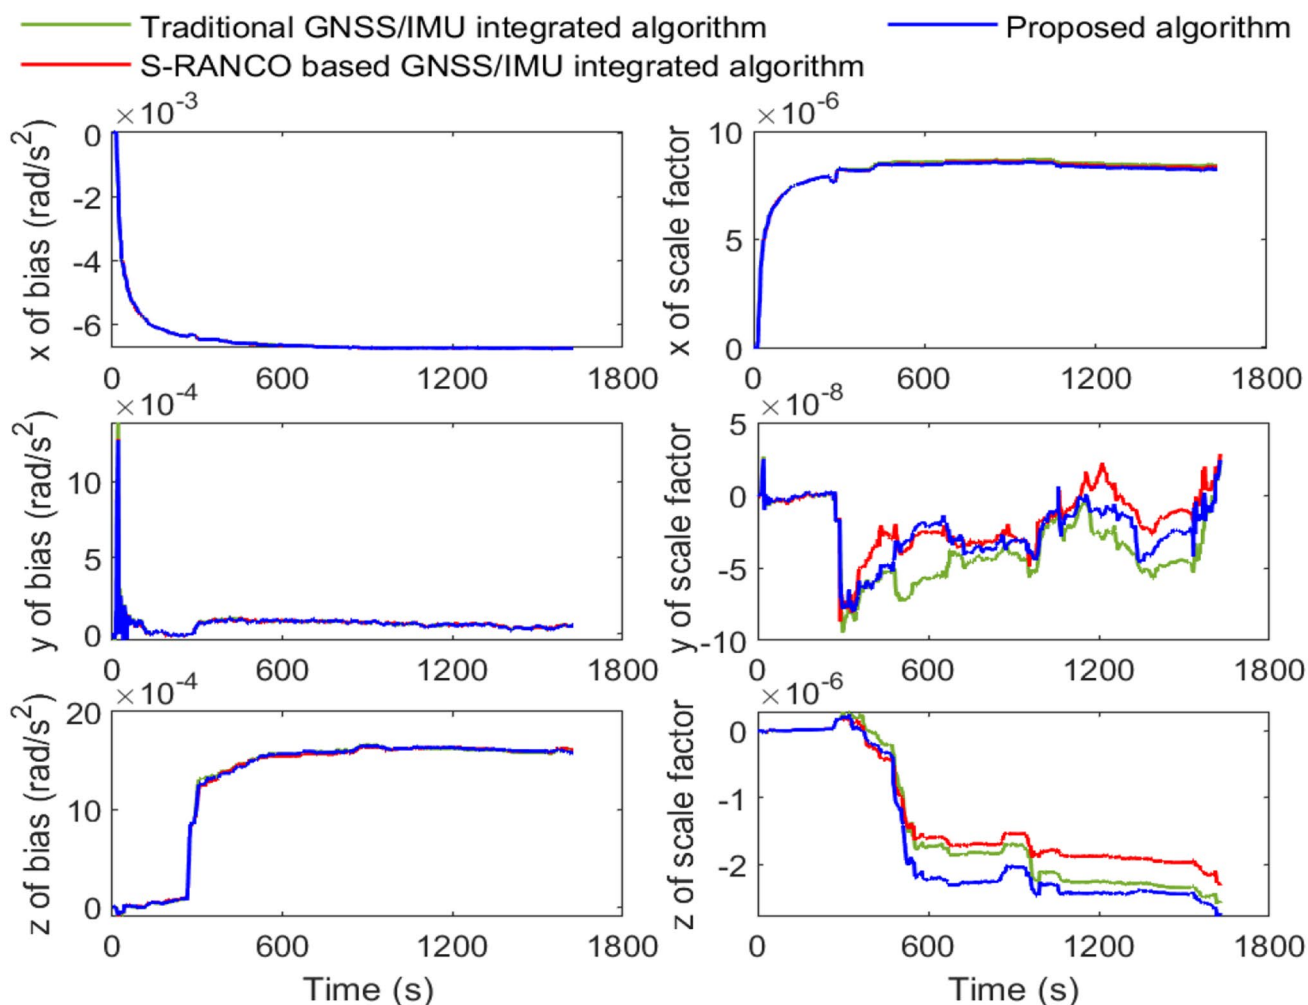 Traditional GNSS/IMU integrated algorithm
Proposed algorithm
S-RANCO based GNSS/IMU integrated algorithm
×10⁻³
0
-2
-4
-6
x of bias (rad/s²)
0 600 1200 1800
×10⁻⁶
10
5
0
x of scale factor
0 600 1200 1800
×10⁻⁴
10
5
0
y of bias (rad/s²)
0 600 1200 1800
×10⁻⁸
5
0
-5
-10
y of scale factor
0 600 1200 1800
×10⁻⁴
20
10
0
z of bias (rad/s²)
0 600 1200 1800
Time (s)
×10⁻⁶
0
-1
-2
z of scale factor
0 600 1200 1800
Time (s)